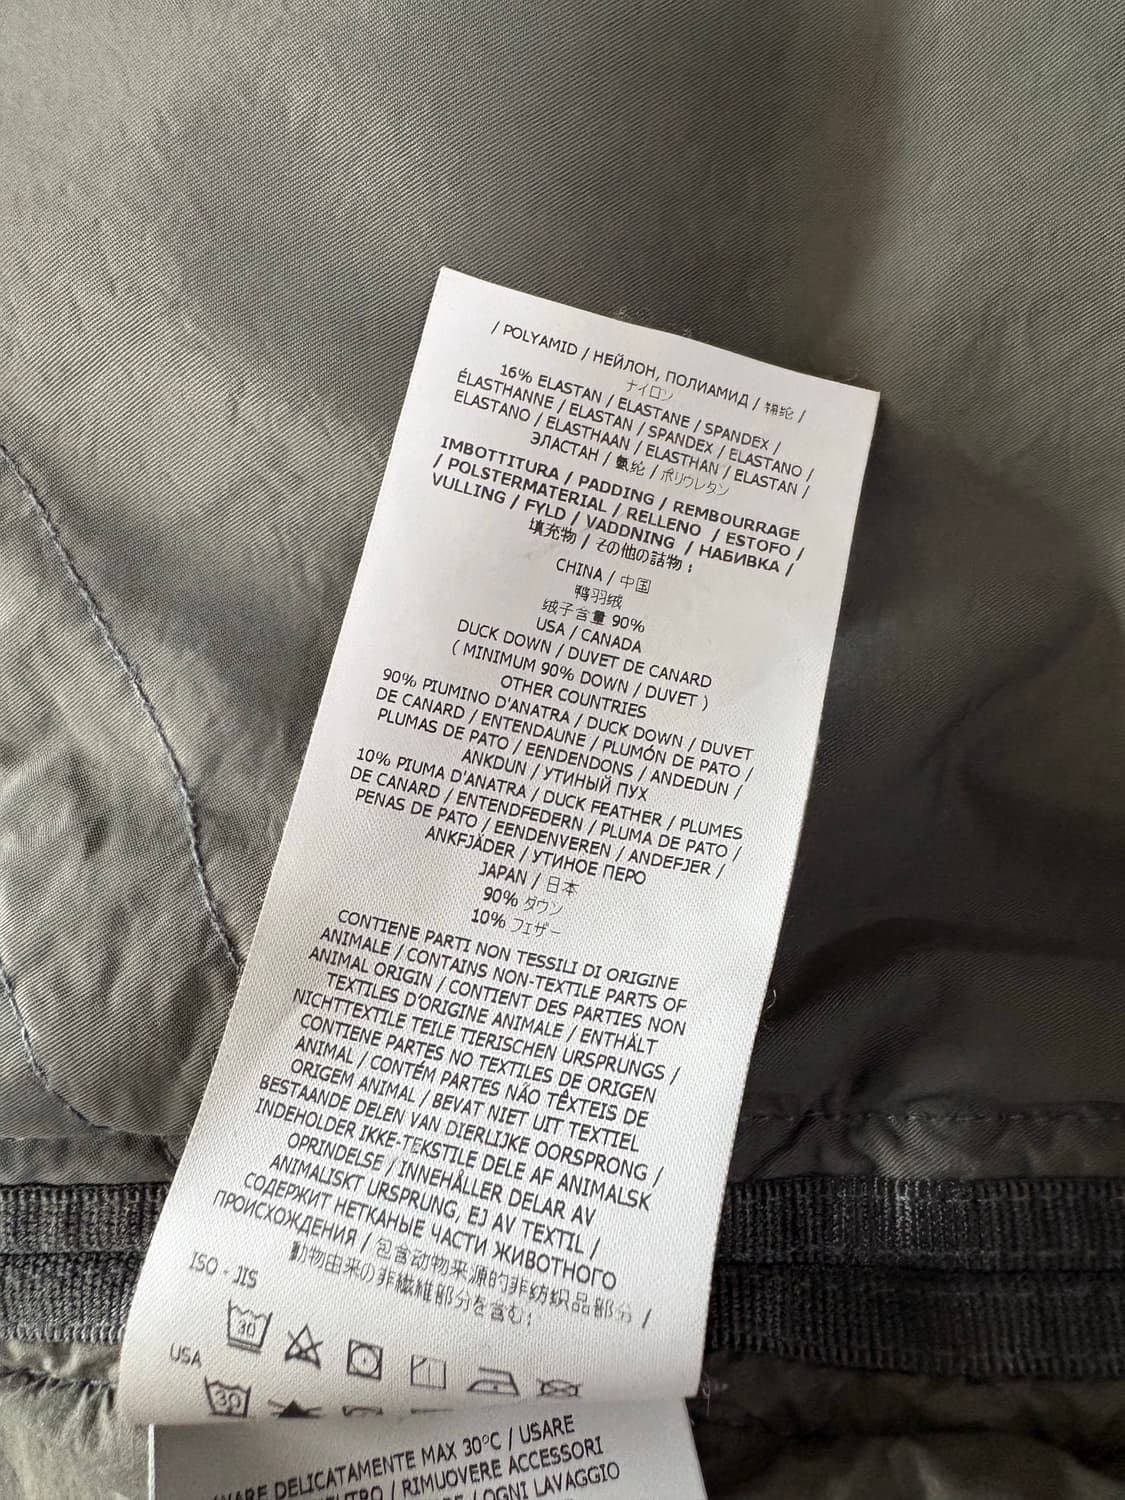 / POLYAMID / НЕЙЛОН, ПОЛИАМИД / 锦纶 /
ナイロン
16% ELASTAN / ELASTANE / SPANDEX /
ÉLASTHANNE / ELASTAN / SPANDEX / ELASTANO /
ELASTANO / ELASTHAAN / ELASTHAN / ELASTAN /
ЭЛАСТАН / 氨纶 / ポリウレタン
IMBOTTITURA / PADDING / REMBOURRAGE
/ POLSTERMATERIAL / RELLENO / ESTOFO /
VULLING / FYLD / VADDNING / НАБИВКА /
填充物 / その他の詰物 :
CHINA / 中国
鸭羽绒
绒子含量 90%
USA / CANADA
DUCK DOWN / DUVET DE CANARD
( MINIMUM 90% DOWN / DUVET )
OTHER COUNTRIES
90% PIUMINO D'ANATRA / DUCK DOWN / DUVET
DE CANARD / ENTENDAUNE / PLUMÓN DE PATO /
PLUMAS DE PATO / EENDENDONS / ANDEDUN /
ANKDUN / УТИНЫЙ ПУХ
10% PIUMA D'ANATRA / DUCK FEATHER / PLUMES
DE CANARD / ENTENDFEDERN / PLUMA DE PATO /
PENAS DE PATO / EENDENVEREN / ANDEFJER /
ANKFJÄDER / УТИНОЕ ПЕРО
JAPAN / 日本
90% ダウン
10% フェザー
CONTIENE PARTI NON TESSILI DI ORIGINE
ANIMALE / CONTAINS NON-TEXTILE PARTS OF
ANIMAL ORIGIN / CONTIENT DES PARTIES NON
TEXTILES D'ORIGINE ANIMALE / ENTHÄLT
NICHTTEXTILE TEILE TIERISCHEN URSPRUNGS /
CONTIENE PARTES NO TEXTILES DE ORIGEN
ANIMAL / CONTÉM PARTES NÃO TÊXTEIS DE
ORIGEM ANIMAL / BEVAT NIET UIT TEXTIEL
BESTAANDE DELEN VAN DIERLIJKE OORSPRONG /
INDEHOLDER IKKE-TEKSTILE DELE AF ANIMALSK
OPRINDELSE / INNEHÅLLER DELAR AV
ANIMALISKT URSPRUNG, EJ AV TEXTIL /
СОДЕРЖИТ НЕТКАНЫЕ ЧАСТИ ЖИВОТНОГО
ПРОИСХОЖДЕНИЯ / 包含动物来源的非纺织品部分 /
動物由来の非繊維部分を含む:
ISO - JIS
30
USA
30
DELICATAMENTE MAX 30°C / USARE
/ RIMUOVERE ACCESSORI
/ OGNI LAVAGGIO